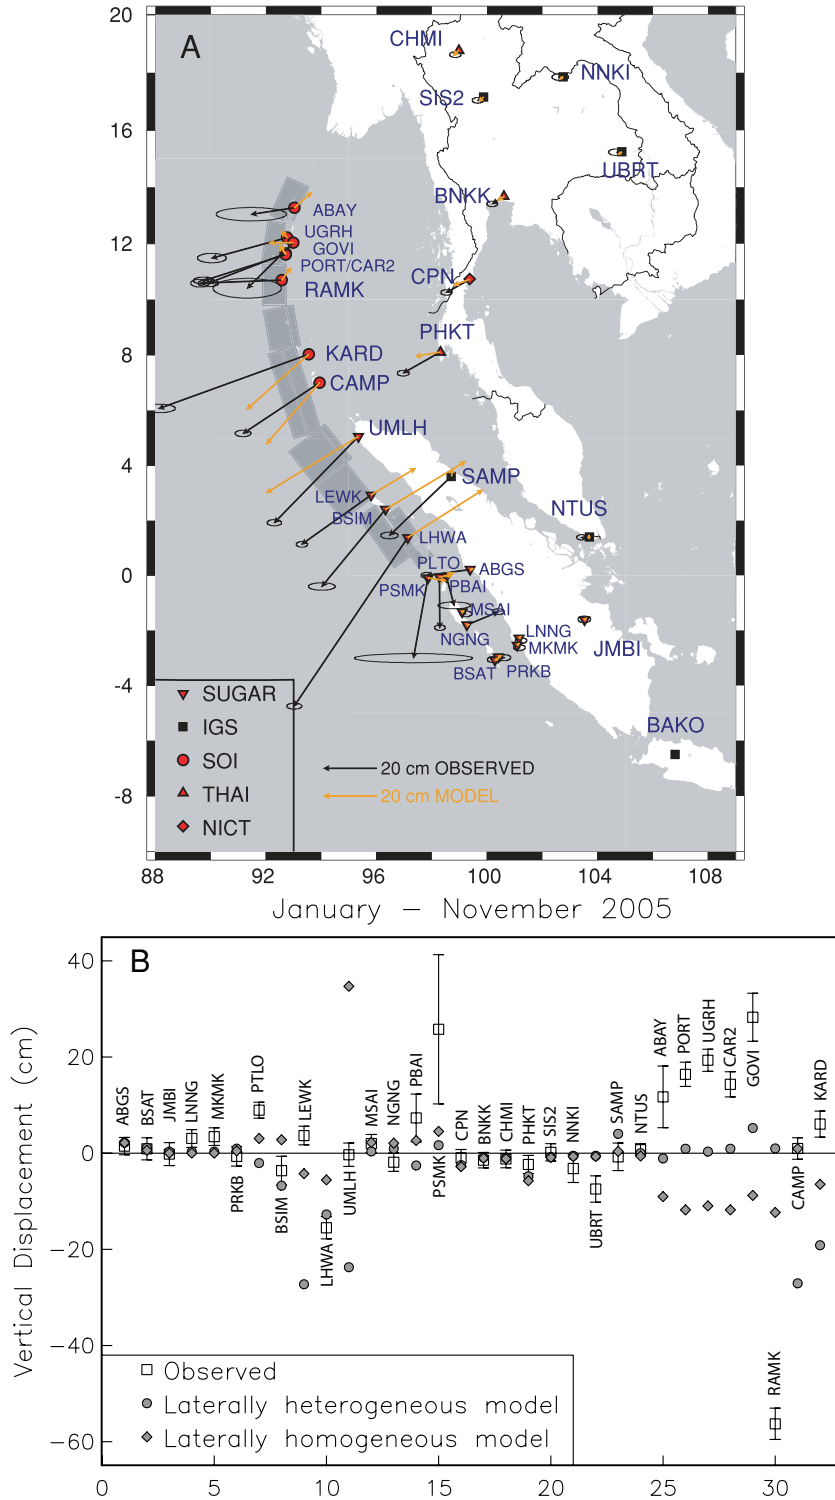 20
A
CHMI
NNKI
SIS2
16
UBRT
BNKK
ABAY
UGRH
12
GOVI
PORT/CAR2
CPN
RAMK
PHKT
8
KARD
CAMP
UMLH
4
SAMP
LEWK
BSIM
NTUS
LHWA
PLTO
0
ABGS
PSMK
PBAI
MSAI
NGNG
LNNG
MKMK
JMBI
BSAT
PRKB
-4
SUGAR
BAKO
IGS
SOI
20 cm OBSERVED
THAI
20 cm MODEL
-8
NICT
88
92
96
100
104
108
January – November 2005
B
40
20
0
−20
−40
−60
Vertical Displacement (cm)
ABGS
BSAT
JMBI
LNNG
MKMK
PRKB
PTLO
BSIM
LEWK
LHWA
UMLH
MSAI
NGNG
PBAI
PSMK
CPN
BNKK
CHMI
PHKT
SIS2
NNKI
UBRT
SAMP
NTUS
ABAY
PORT
UGRH
CAR2
GOVI
RAMK
CAMP
KARD
Observed
Laterally heterogeneous model
Laterally homogeneous model
0
5
10
15
20
25
30